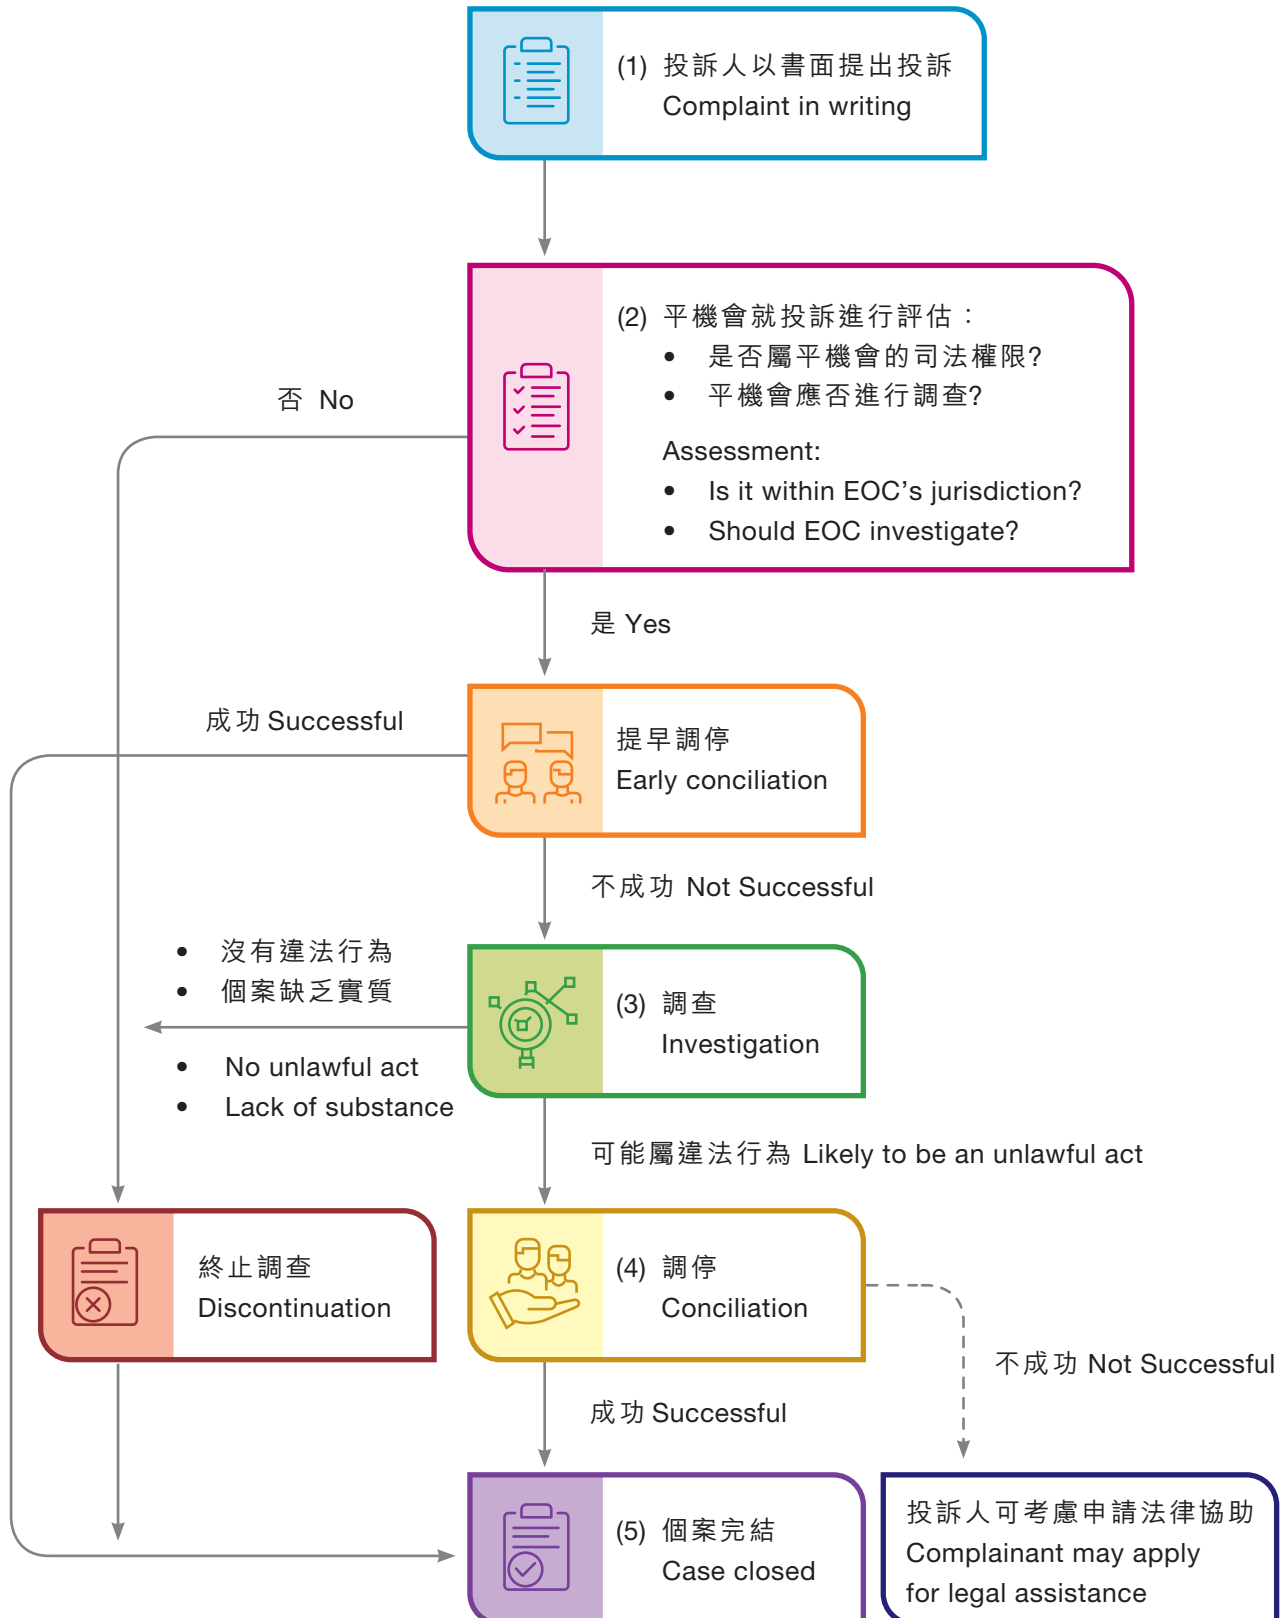 (1) 投訴人以書面提出投訴
Complaint in writing
(2) 平機會就投訴進行評估：
• 是否屬平機會的司法權限?
• 平機會應否進行調查?
Assessment:
• Is it within EOC's jurisdiction?
• Should EOC investigate?
否 No
是 Yes
提早調停
Early conciliation
成功 Successful
不成功 Not Successful
(3) 調查
Investigation
• 沒有違法行為
• 個案缺乏實質
• No unlawful act
• Lack of substance
可能屬違法行為 Likely to be an unlawful act
終止調查
Discontinuation
(4) 調停
Conciliation
不成功 Not Successful
成功 Successful
(5) 個案完結
Case closed
投訴人可考慮申請法律協助
Complainant may apply
for legal assistance